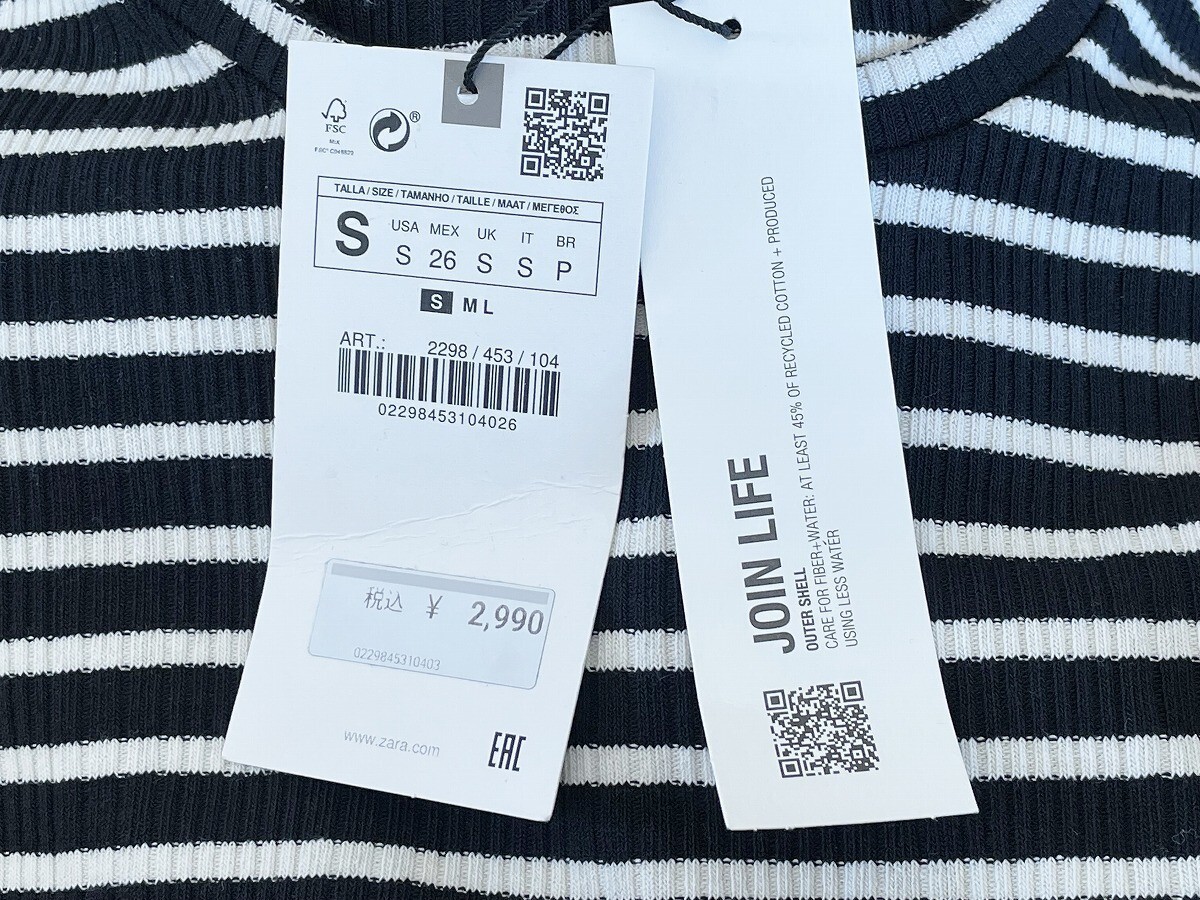 FSC
MIX
®
TALLA / SIZE / TAMANHO / TAILLE / MAAT / ΜΕΓΕΘΟΣ
S
USA MEX UK IT BR
S 26 S S P
S M L
ART.: 2298 / 453 / 104
02298453104026
税込 ¥ 2,990
0229845310403
www.zara.com
EAC
JOIN LIFE
OUTER SHELL
CARE FOR FIBER+WATER: AT LEAST 45% OF RECYCLED COTTON + PRODUCED
USING LESS WATER